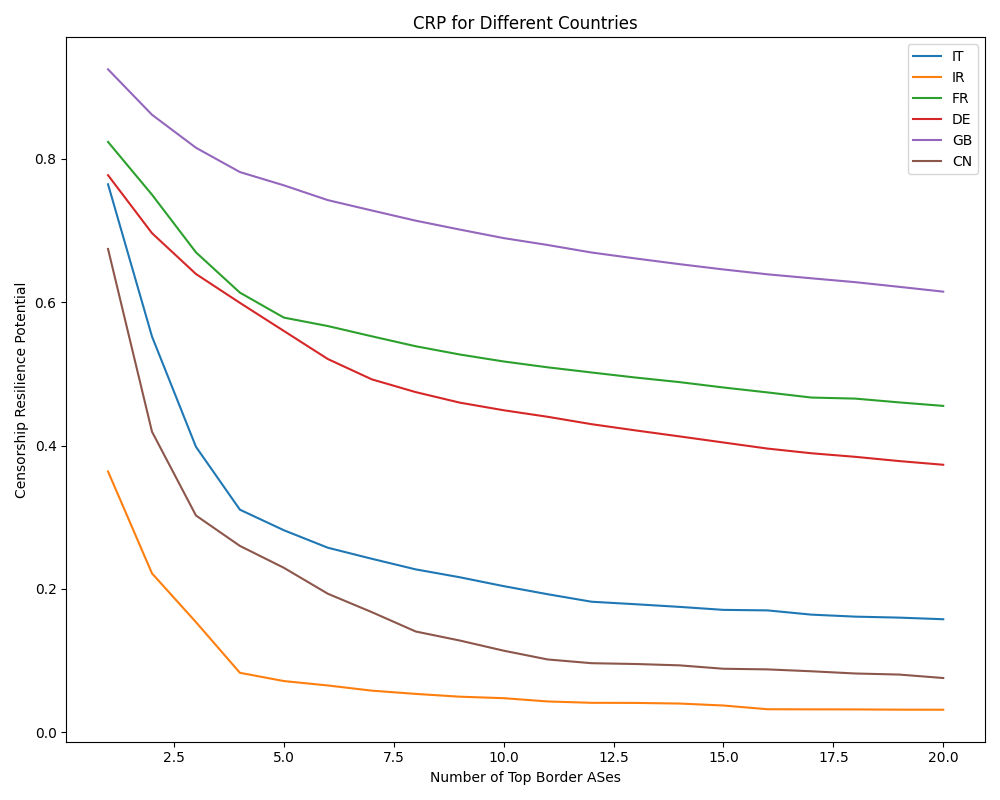 CRP for Different Countries
IT
IR
FR
DE
GB
CN
Censorship Resilience Potential
0.8
0.6
0.4
0.2
0.0
2.5 5.0 7.5 10.0 12.5 15.0 17.5 20.0
Number of Top Border ASes